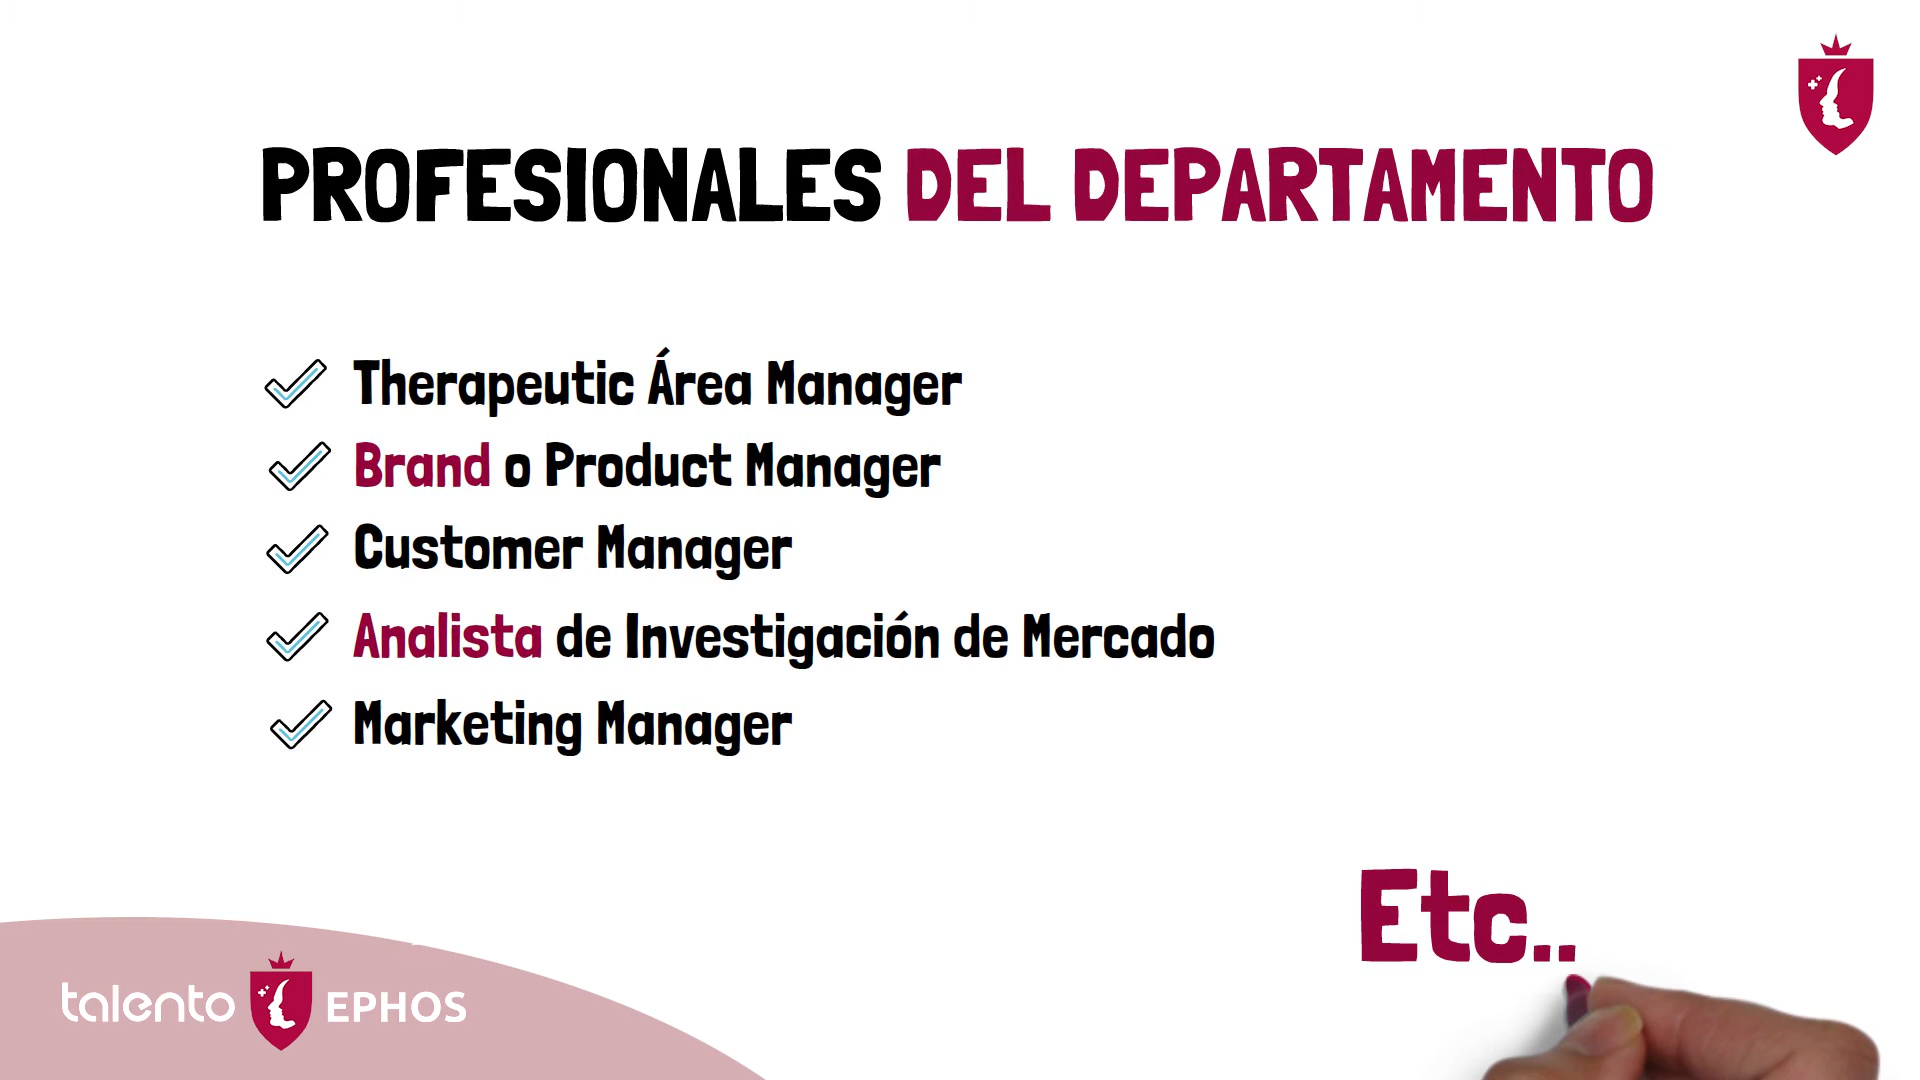 PROFESIONALES DEL DEPARTAMENTO
Therapeutic Área Manager
Brand o Product Manager
Customer Manager
Analista de Investigación de Mercado
Marketing Manager
Etc..
talento EPHOS